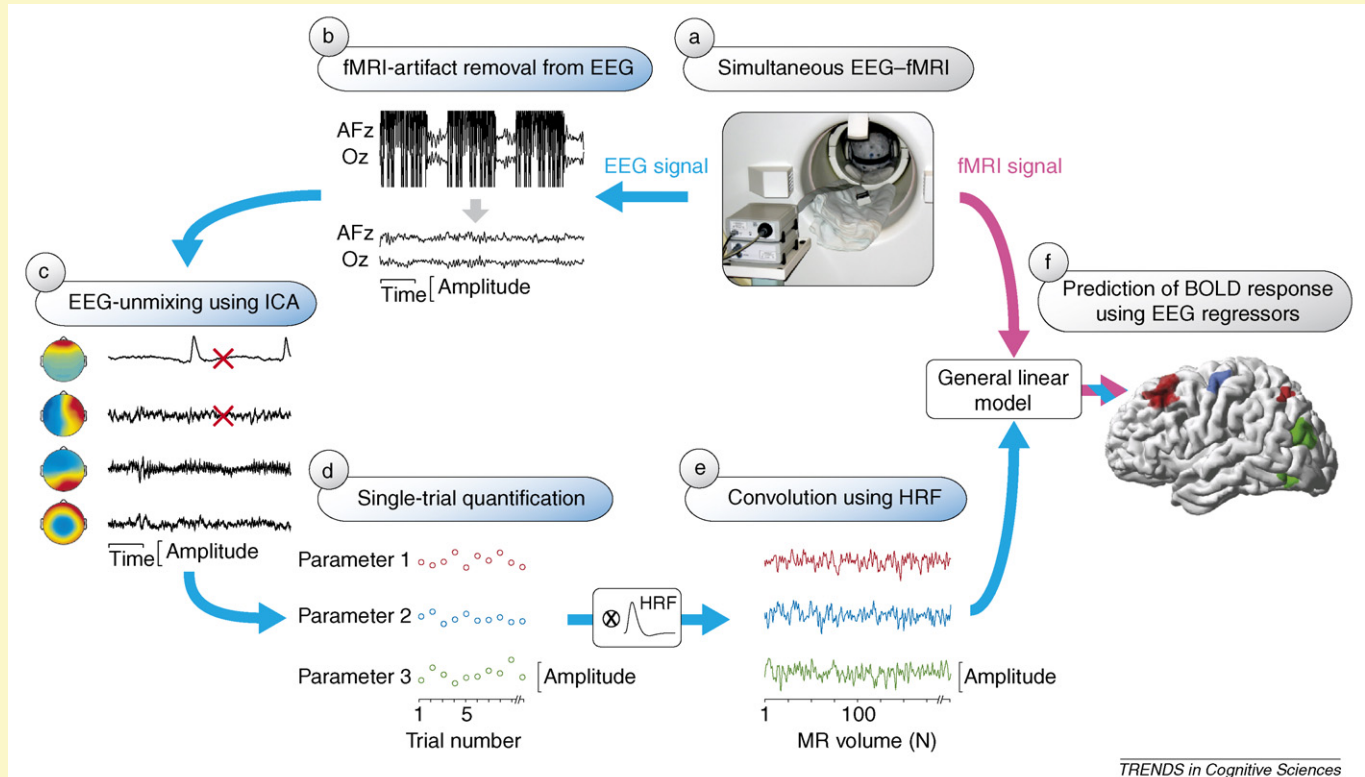 b
fMRI-artifact removal from EEG
a
Simultaneous EEG–fMRI
AFz
Oz
EEG signal
fMRI signal
AFz
Oz
Time
Amplitude
c
EEG-unmixing using ICA
f
Prediction of BOLD response
using EEG regressors
General linear
model
Time
Amplitude
d
Single-trial quantification
e
Convolution using HRF
Parameter 1
Parameter 2
HRF
Parameter 3
Amplitude
Amplitude
1 5
Trial number
1 100
MR volume (N)
TRENDS in Cognitive Sciences